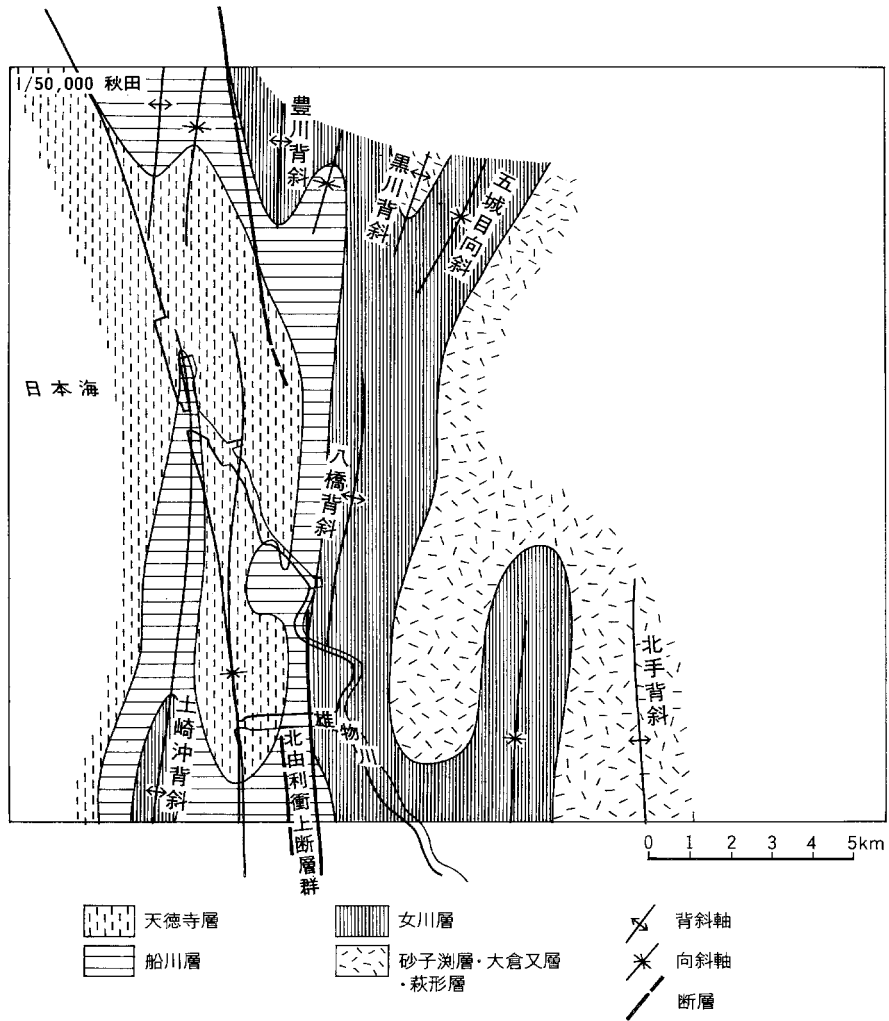 1/50,000 秋田
豊川背斜
黒川背斜
五城目向斜
日本海
八橋背斜
北手背斜
土崎沖背斜
雄物川
北由利衝上断層群
0 1 2 3 4 5km
天徳寺層
女川層
背斜軸
船川層
砂子渕層・大倉又層
・萩形層
向斜軸
断層